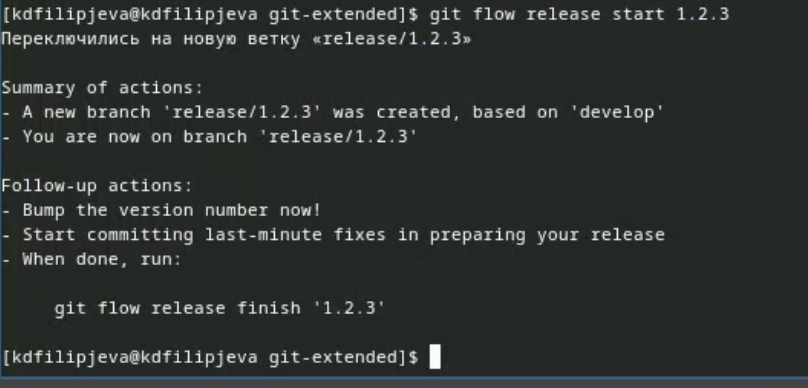 [kdfilipjeva@kdfilipjeva git-extended]$ git flow release start 1.2.3
Переключились на новую ветку «release/1.2.3»
Summary of actions:
- A new branch 'release/1.2.3' was created, based on 'develop'
- You are now on branch 'release/1.2.3'
Follow-up actions:
- Bump the version number now!
- Start committing last-minute fixes in preparing your release
- When done, run:
git flow release finish '1.2.3'
[kdfilipjeva@kdfilipjeva git-extended]$